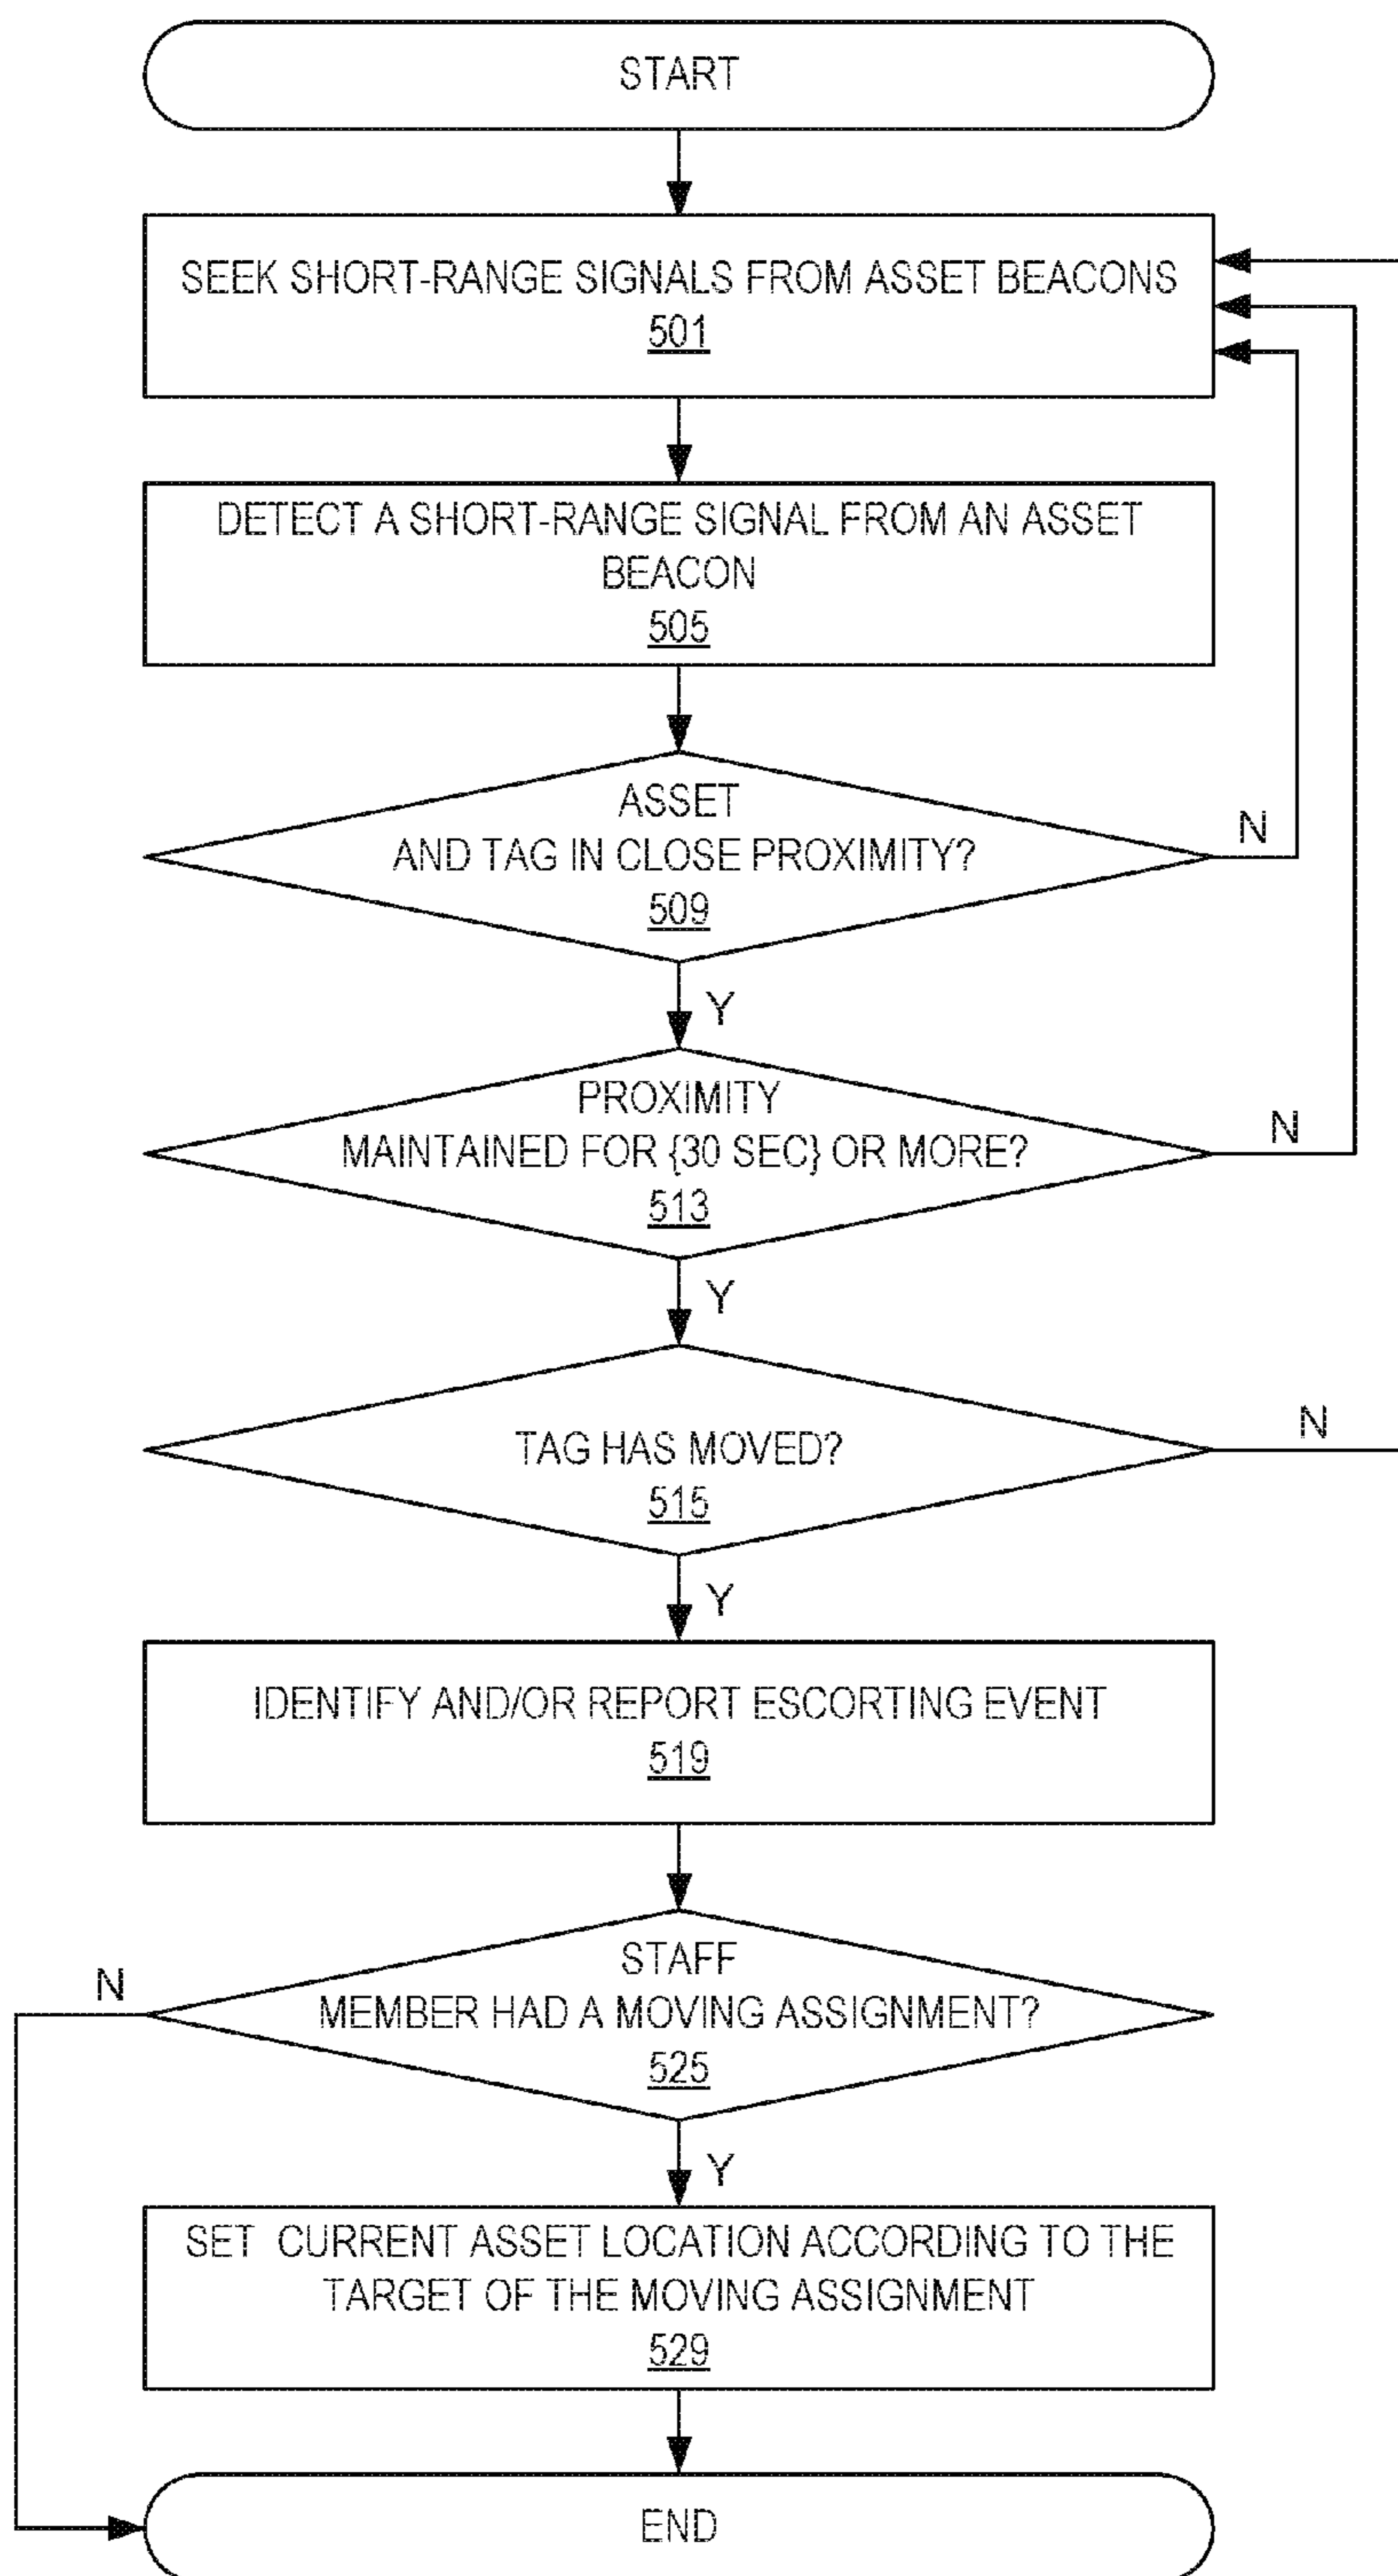 START
SEEK SHORT-RANGE SIGNALS FROM ASSET BEACONS
501
DETECT A SHORT-RANGE SIGNAL FROM AN ASSET
BEACON
505
ASSET
AND TAG IN CLOSE PROXIMITY?
509
N
Y
PROXIMITY
MAINTAINED FOR {30 SEC} OR MORE?
513
N
Y
TAG HAS MOVED?
515
N
Y
IDENTIFY AND/OR REPORT ESCORTING EVENT
519
STAFF
MEMBER HAD A MOVING ASSIGNMENT?
525
N
Y
SET CURRENT ASSET LOCATION ACCORDING TO THE
TARGET OF THE MOVING ASSIGNMENT
529
END